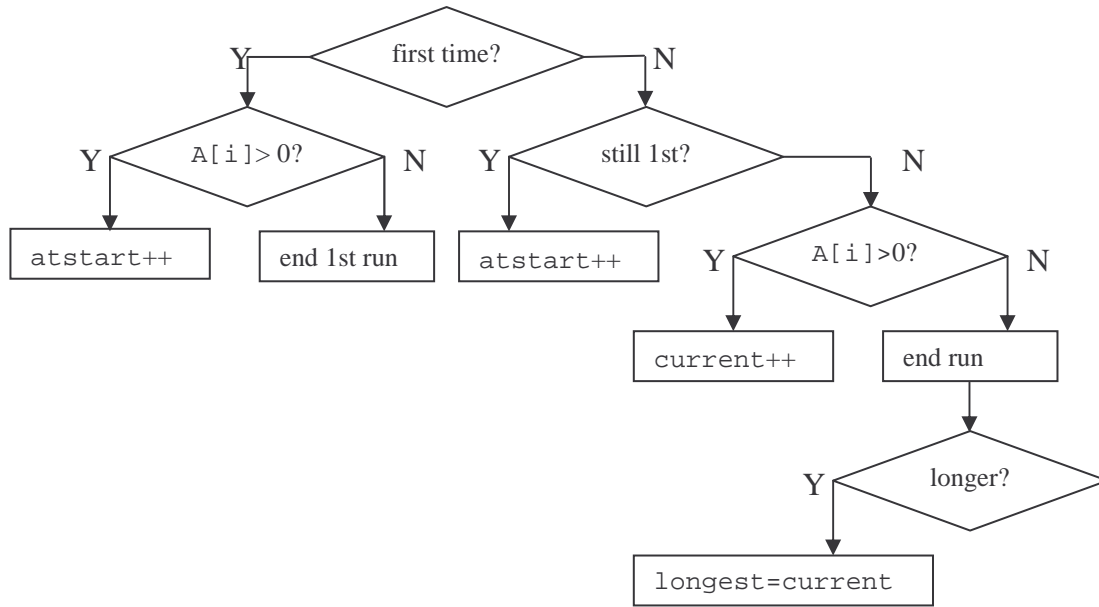 first time?
Y
N
A[i]> 0?
still 1st?
Y
N
Y
N
atstart++
end 1st run
atstart++
A[i]>0?
Y
N
current++
end run
longer?
Y
longest=current